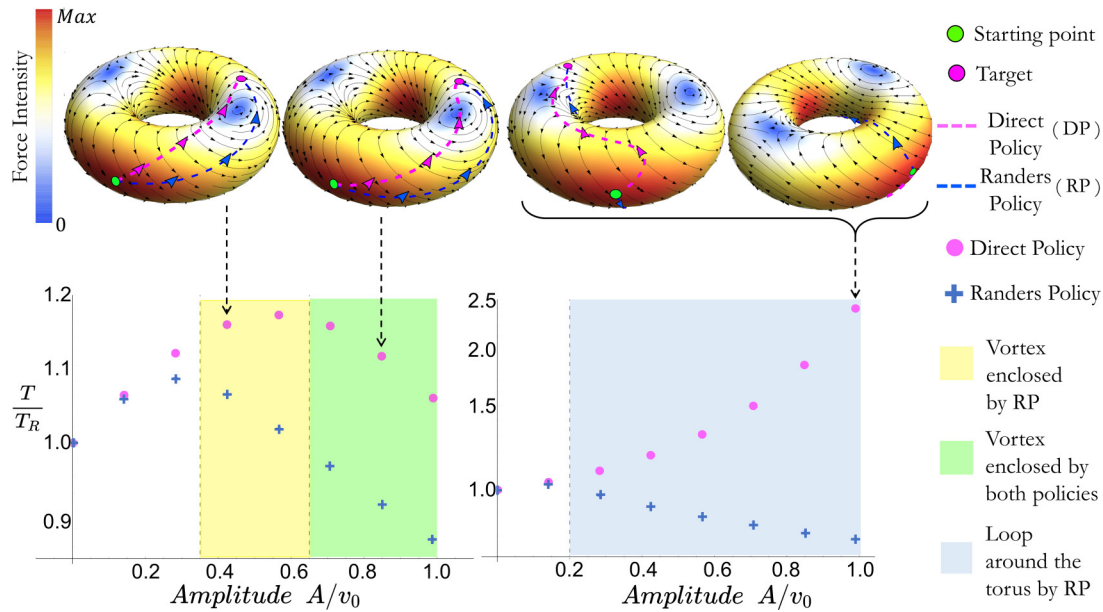 Max
Force Intensity
0
Starting point
Target
Direct
Policy
( DP )
Randers
Policy
( RP )
Direct Policy
Randers Policy
Vortex
enclosed
by RP
Vortex
enclosed by
both policies
Loop
around the
torus by RP
T
T_R
1.2
1.1
1.0
0.9
0.2 0.4 0.6 0.8 1.0
Amplitude A/v_0
2.5
2.0
1.5
1.0
0.2 0.4 0.6 0.8 1.0
Amplitude A/v_0